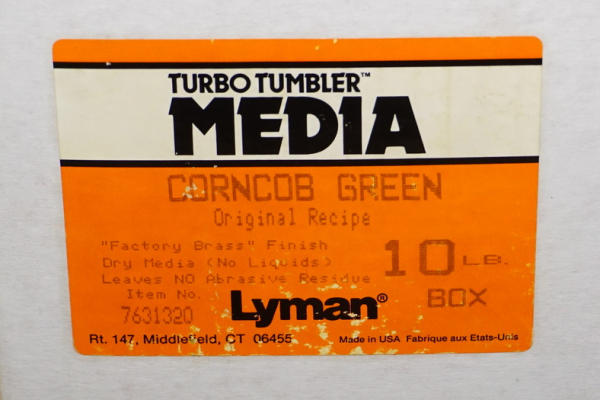 TURBO TUMBLER™
MEDIA
CORNCOB GREEN
Original Recipe
"Factory Brass" Finish
Dry Media (No Liquids)
Leaves NO Abrasive Residue
Item No.
7631320
10 LB.
BOX
Lyman®
Rt. 147, Middlefield, CT 06455
Made in USA Fabrique aux Etats-Unis